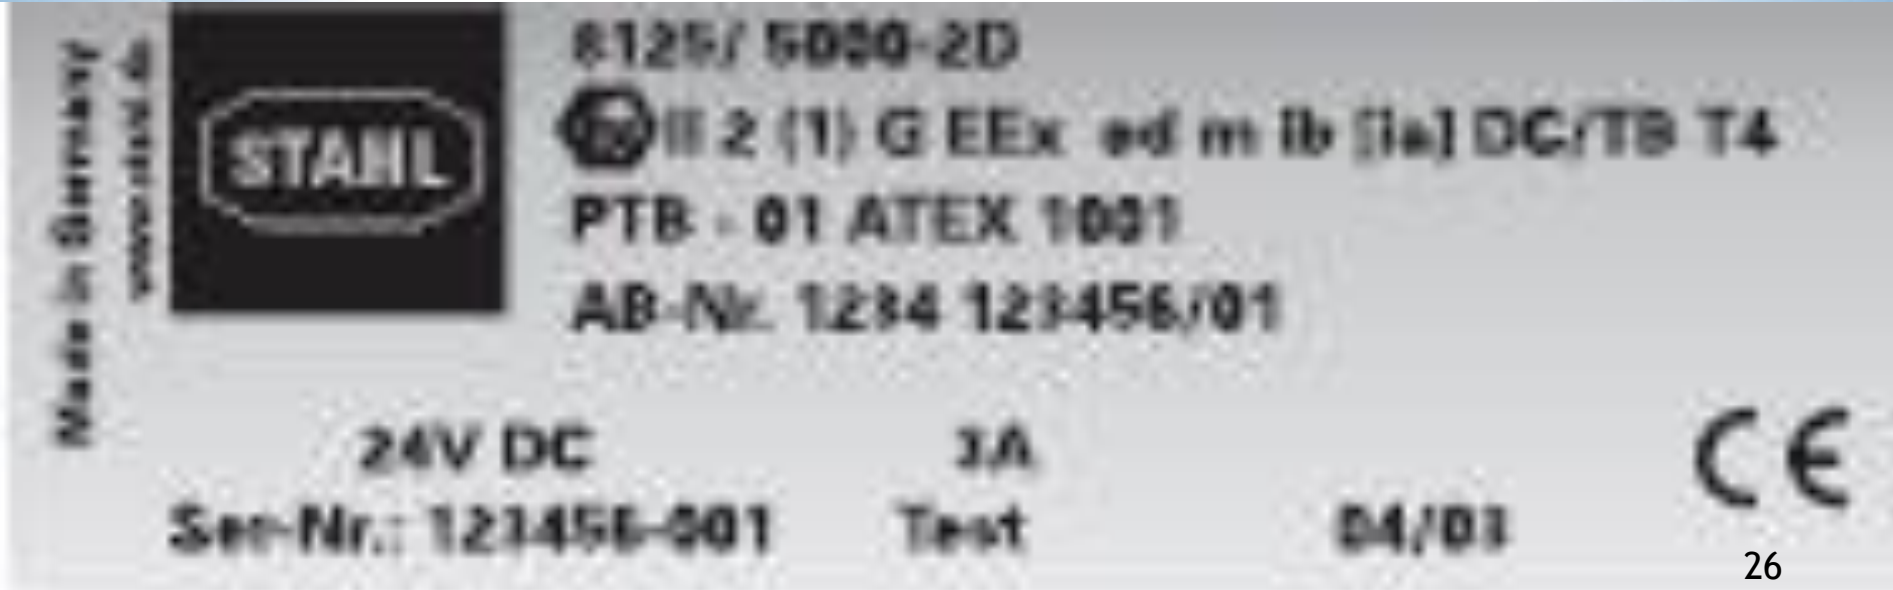 Made in Germany
www.stahl.de
STAHL
8125/ 5000-2D
II 2 (1) G EEx ed m ib [ia] DC/TB T4
PTB - 01 ATEX 1001
AB-Nr. 1234 123456/01
24V DC 3A
CE
Ser-Nr.: 123456-001 Test 04/03
26